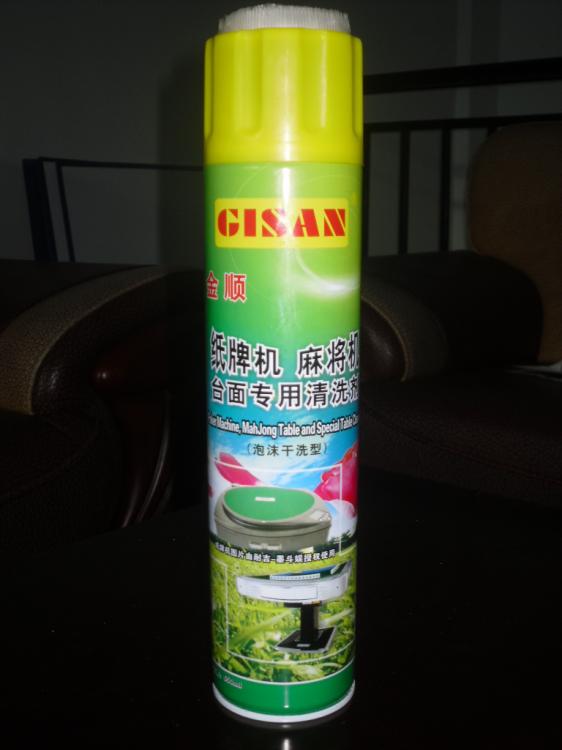 GISAN
金顺
纸牌机 麻将机
台面专用清洗剂
Machine, MahJong Table and Special Table
(泡沫干洗型)